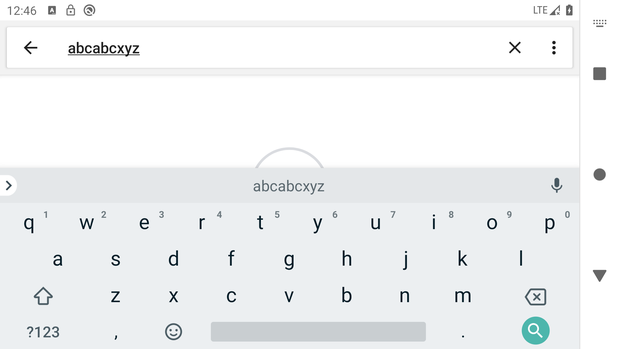 12:46
LTE
abcabcxyz
abcabcxyz
q 1 w 2 e 3 r 4 t 5 y 6 u 7 i 8 o 9 p 0
a s d f g h j k l
z x c v b n m
?123 , .